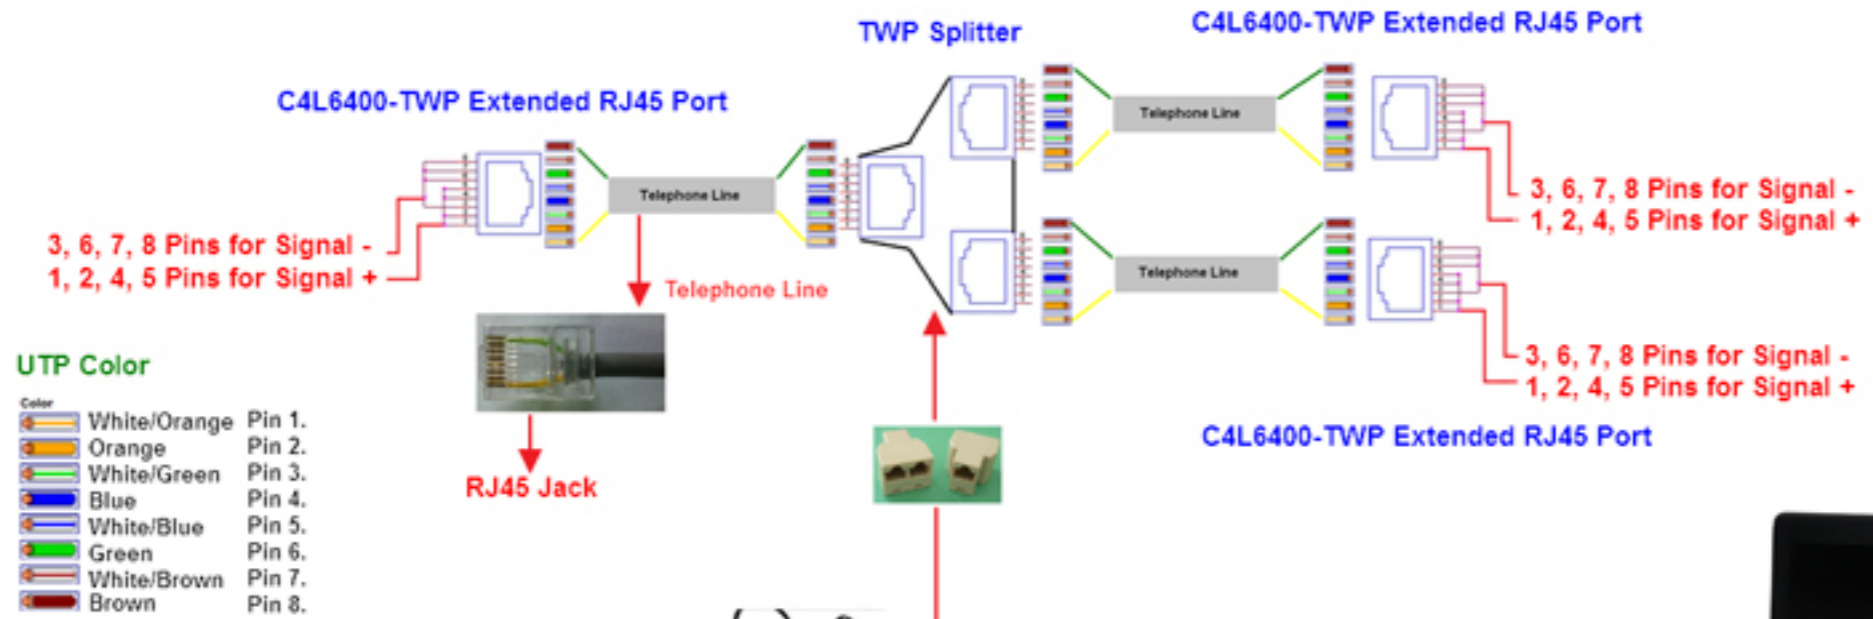 TWP Splitter
C4L6400-TWP Extended RJ45 Port
C4L6400-TWP Extended RJ45 Port
Telephone Line
Telephone Line
3, 6, 7, 8 Pins for Signal -
1, 2, 4, 5 Pins for Signal +
3, 6, 7, 8 Pins for Signal -
1, 2, 4, 5 Pins for Signal +
Telephone Line
Telephone Line
3, 6, 7, 8 Pins for Signal -
1, 2, 4, 5 Pins for Signal +
C4L6400-TWP Extended RJ45 Port
RJ45 Jack
UTP Color
Color
White/Orange Pin 1.
Orange Pin 2.
White/Green Pin 3.
Blue Pin 4.
White/Blue Pin 5.
Green Pin 6.
White/Brown Pin 7.
Brown Pin 8.